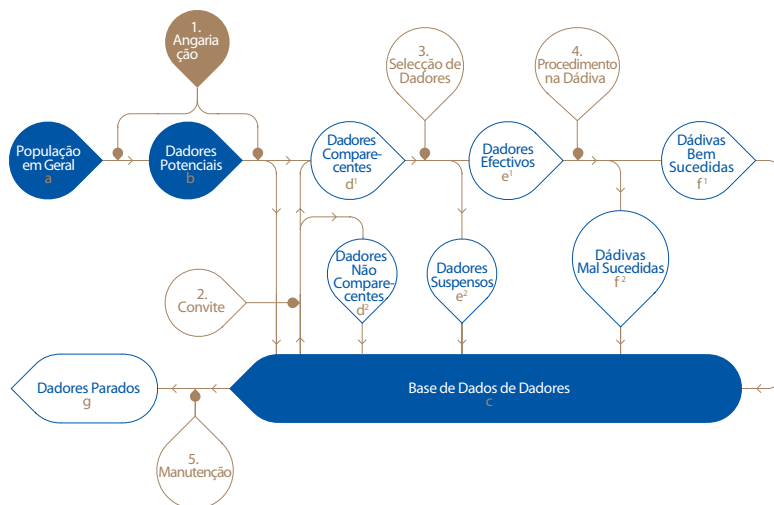 1.
Angaria
ção
3.
Selecção de
Dadores
4.
Procedimento
na Dádiva
População
em Geral
a
Dadores
Potenciais
b
Dadores
Compare-
centes
d¹
Dadores
Efectivos
e¹
Dádivas
Bem
Sucedidas
f¹
2.
Convite
Dadores
Não
Compare-
centes
d²
Dadores
Suspensos
e²
Dádivas
Mal Sucedidas
f²
Dadores Parados
g
Base de Dados de Dadores
c
5.
Manutenção